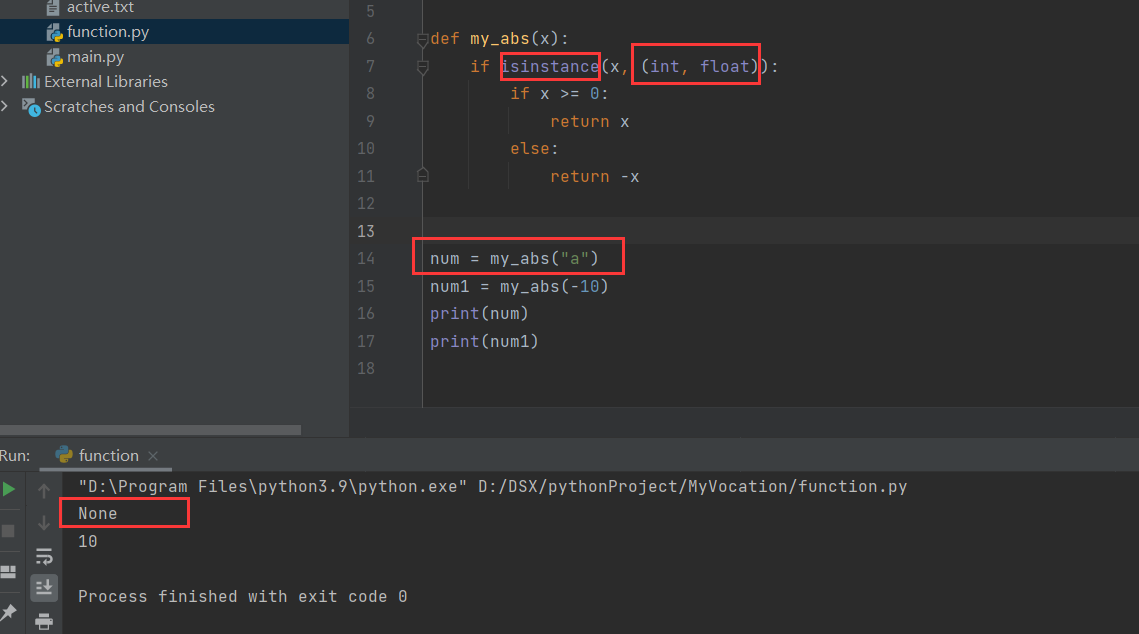 active.txt
function.py
main.py
External Libraries
Scratches and Consoles
5
6 def my_abs(x):
7 if isinstance(x, (int, float)):
8 if x >= 0:
9 return x
10 else:
11 return -x
12
13
14 num = my_abs("a")
15 num1 = my_abs(-10)
16 print(num)
17 print(num1)
18
Run: function
"D:\Program Files\python3.9\python.exe" D:/DSX/pythonProject/MyVocation/function.py
None
10
Process finished with exit code 0